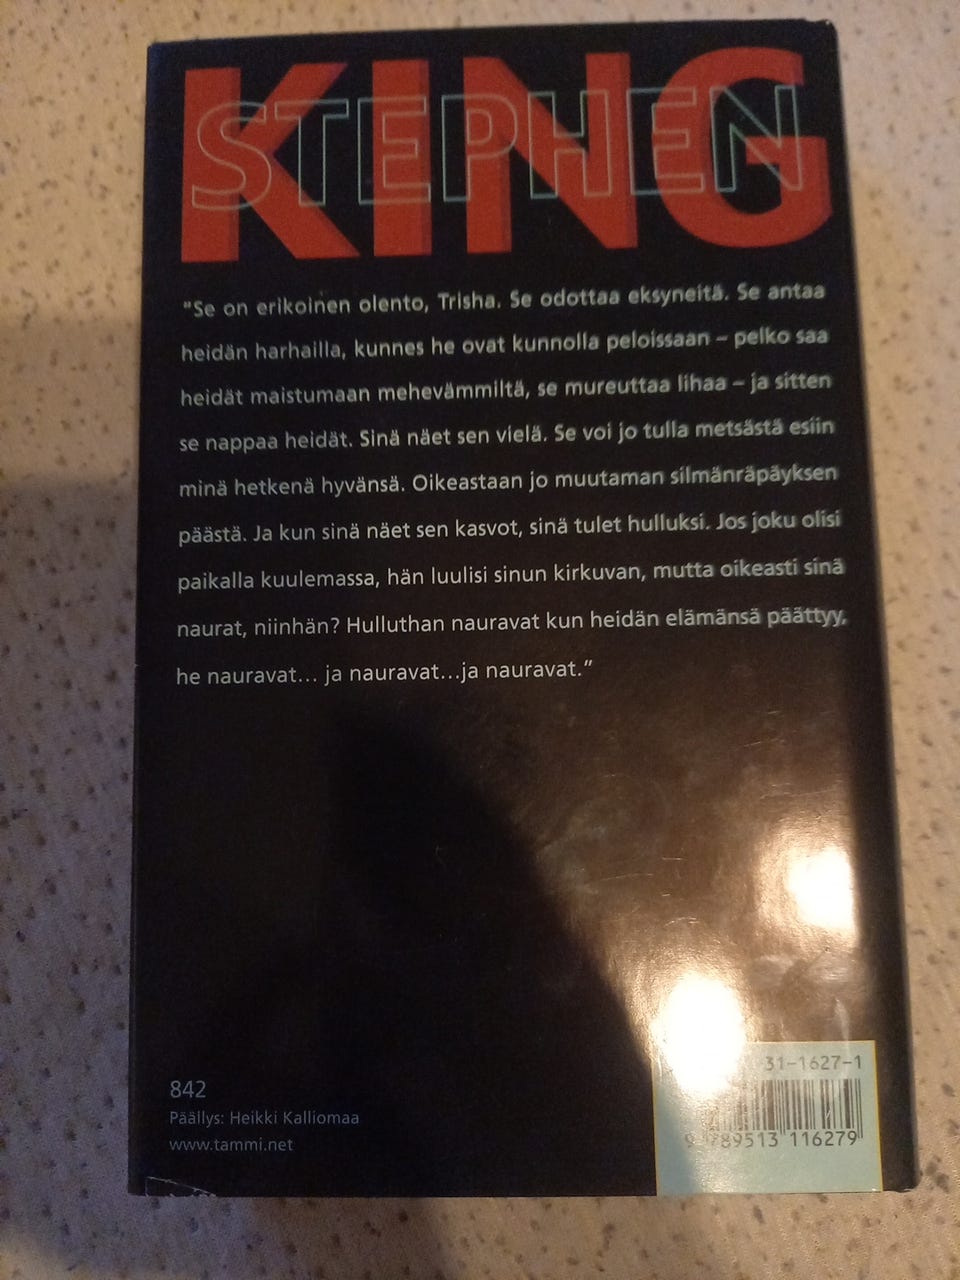 STEPHEN
KING
"Se on erikoinen olento, Trisha. Se odottaa eksyneitä. Se antaa
heidän harhailla, kunnes he ovat kunnolla peloissaan – pelko saa
heidät maistumaan mehevämmiltä, se mureuttaa lihaa – ja sitten
se nappaa heidät. Sinä näet sen vielä. Se voi jo tulla metsästä esiin
minä hetkenä hyvänsä. Oikeastaan jo muutaman silmänräpäyksen
päästä. Ja kun sinä näet sen kasvot, sinä tulet hulluksi. Jos joku olisi
paikalla kuulemassa, hän luulisi sinun kirkuvan, mutta oikeasti sinä
naurat, niinhän? Hulluthan nauravat kun heidän elämänsä päättyy,
he nauravat... ja nauravat...ja nauravat."
842
Päällys: Heikki Kalliomaa
www.tammi.net
31-1627-1
9 789513 116279